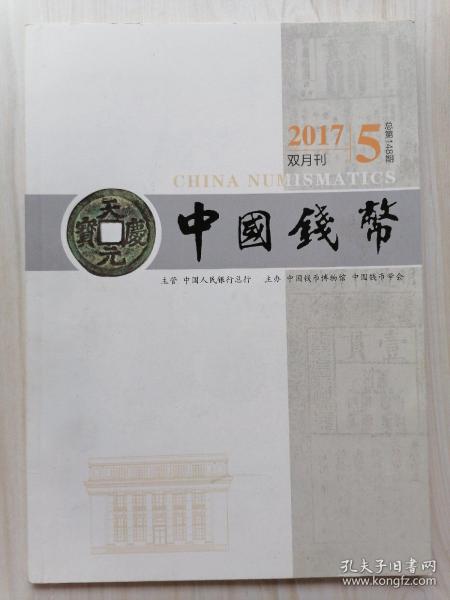 2017
5
双月刊
总第148期
CHINA NUMISMATICS
天慶元寶
中國錢幣
主管 中国人民银行总行 主办 中国钱币博物馆 中国钱币学会
孔夫子旧书网
www.kongfz.com